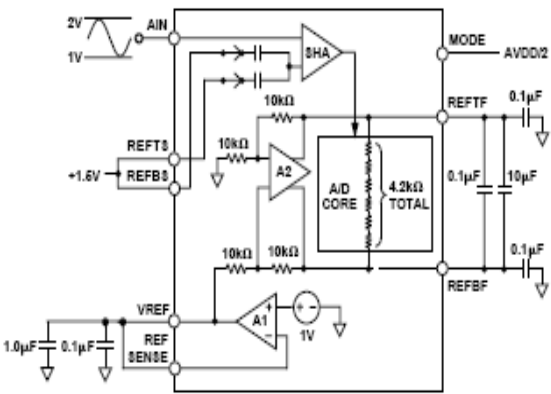 2V
1V
AIN
SHA
MODE
AVDD/2
10kΩ
REFTF
0.1µF
REFTS
REFBS
+1.5V
10kΩ
A2
A/D
CORE
4.2kΩ
TOTAL
0.1µF
10µF
10kΩ
10kΩ
0.1µF
REFBF
VREF
A1
1V
REF
SENSE
1.0µF
0.1µF
+
−
+
−